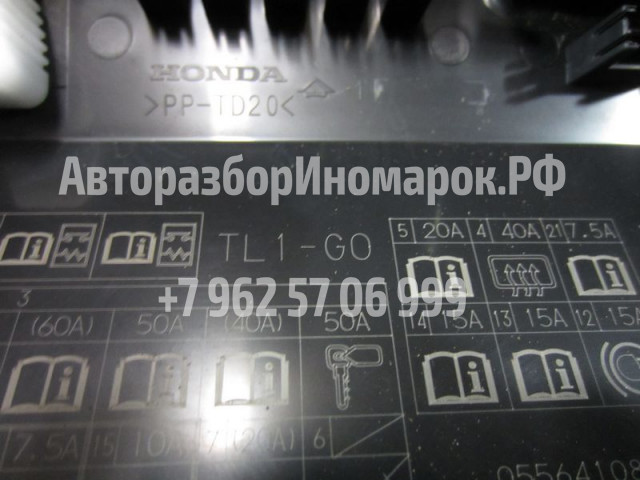 HONDA
>PP-TD20<
АвторазборИномарок.РФ
TL1-G0
5 20A 4 40A 21 7.5A
+7 962 57 06 999
3
(60A) 50A (40A) 50A
14 15A 13 15A 12 15A
7.5A 15 10A 7 (20A) 6
05564108